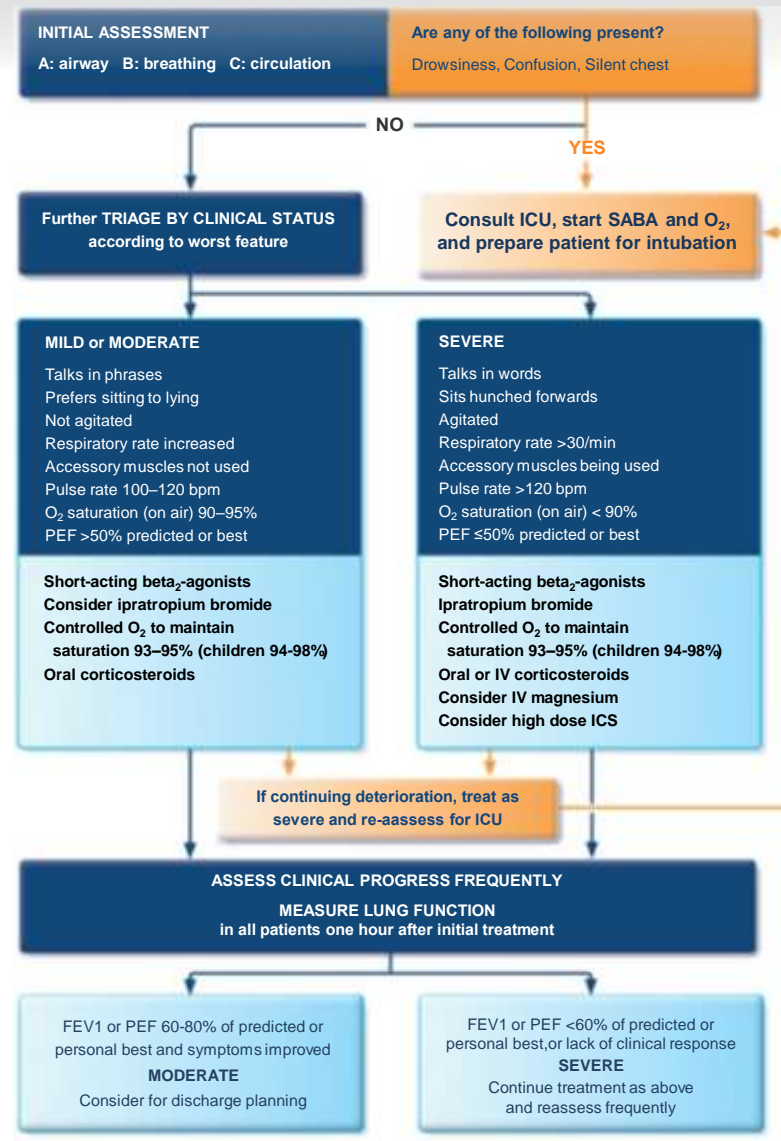 INITIAL ASSESSMENT
A: airway B: breathing C: circulation
Are any of the following present?
Drowsiness, Confusion, Silent chest
NO
YES
Further TRIAGE BY CLINICAL STATUS
according to worst feature
Consult ICU, start SABA and O₂,
and prepare patient for intubation
MILD or MODERATE
Talks in phrases
Prefers sitting to lying
Not agitated
Respiratory rate increased
Accessory muscles not used
Pulse rate 100–120 bpm
O₂ saturation (on air) 90–95%
PEF >50% predicted or best
SEVERE
Talks in words
Sits hunched forwards
Agitated
Respiratory rate >30/min
Accessory muscles being used
Pulse rate >120 bpm
O₂ saturation (on air) < 90%
PEF ≤50% predicted or best
Short-acting beta₂-agonists
Consider ipratropium bromide
Controlled O₂ to maintain
saturation 93–95% (children 94-98%)
Oral corticosteroids
Short-acting beta₂-agonists
Ipratropium bromide
Controlled O₂ to maintain
saturation 93–95% (children 94-98%)
Oral or IV corticosteroids
Consider IV magnesium
Consider high dose ICS
If continuing deterioration, treat as
severe and re-aassess for ICU
ASSESS CLINICAL PROGRESS FREQUENTLY
MEASURE LUNG FUNCTION
in all patients one hour after initial treatment
FEV1 or PEF 60-80% of predicted or
personal best and symptoms improved
MODERATE
Consider for discharge planning
FEV1 or PEF <60% of predicted or
personal best,or lack of clinical response
SEVERE
Continue treatment as above
and reassess frequently